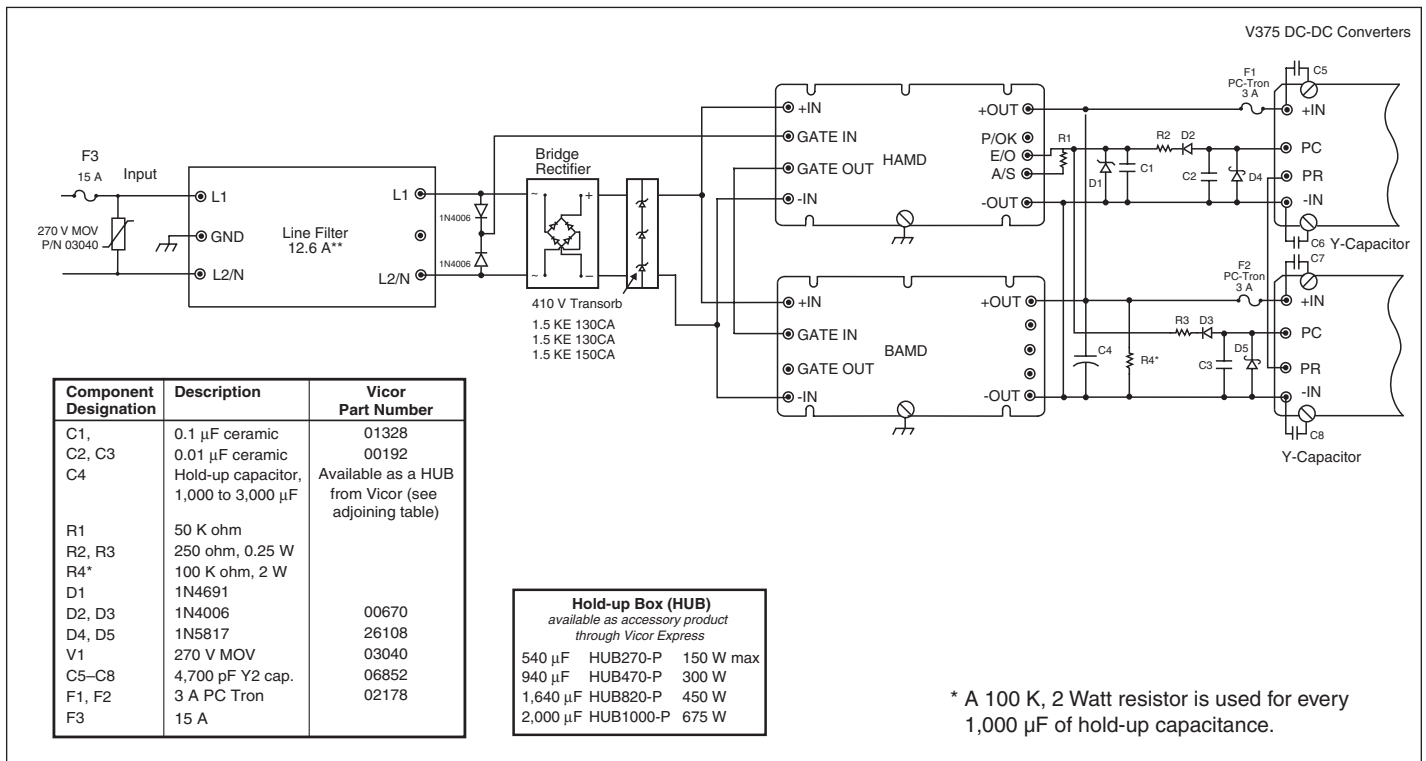 V375 DC-DC Converters
F3
15 A
Input
270 V MOV
P/N 03040
L1
GND
L2/N
Line Filter
12.6 A**
L1
L2/N
1N4006
1N4006
Bridge
Rectifier
~
~
+
–
410 V Transorb
1.5 KE 130CA
1.5 KE 130CA
1.5 KE 150CA
+IN
GATE IN
GATE OUT
-IN
HAMD
+OUT
P/OK
E/O
A/S
-OUT
R1
D1
C1
R2
D2
C2
D4
F1
PC-Tron
3 A
C5
+IN
PC
PR
-IN
C6
Y-Capacitor
+IN
GATE IN
GATE OUT
-IN
BAMD
+OUT
-OUT
C4
R4*
R3
D3
C3
D5
F2
PC-Tron
3 A
C7
+IN
PC
PR
-IN
C8
Y-Capacitor
Component Designation Description Vicor Part Number
C1, 0.1 μF ceramic 01328
C2, C3 0.01 μF ceramic 00192
C4 Hold-up capacitor, Available as a HUB
1,000 to 3,000 μF from Vicor (see
adjoining table)
R1 50 K ohm
R2, R3 250 ohm, 0.25 W
R4* 100 K ohm, 2 W
D1 1N4691
D2, D3 1N4006 00670
D4, D5 1N5817 26108
V1 270 V MOV 03040
C5–C8 4,700 pF Y2 cap. 06852
F1, F2 3 A PC Tron 02178
F3 15 A
Hold-up Box (HUB)
available as accessory product
through Vicor Express
540 μF HUB270-P 150 W max
940 μF HUB470-P 300 W
1,640 μF HUB820-P 450 W
2,000 μF HUB1000-P 675 W
* A 100 K, 2 Watt resistor is used for every
1,000 μF of hold-up capacitance.